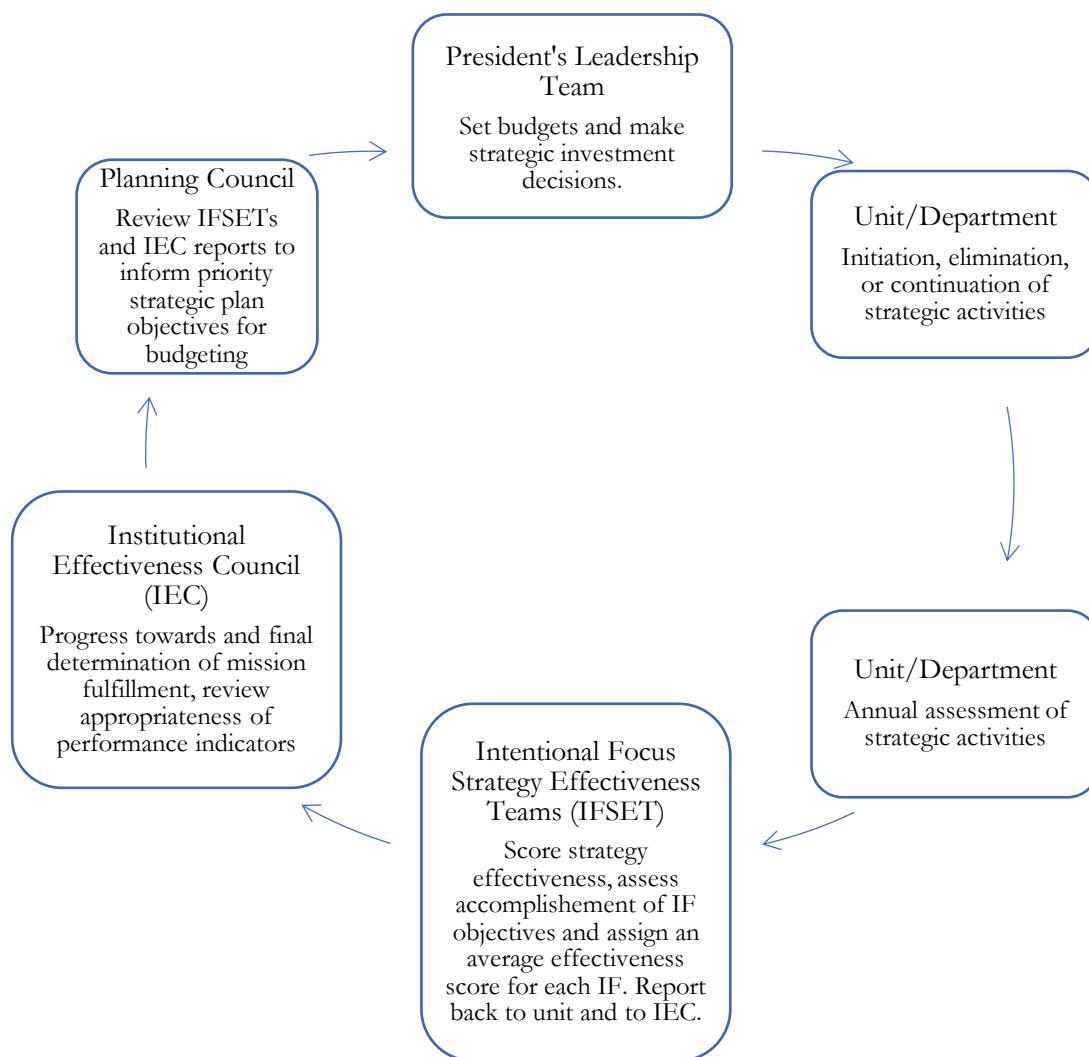 President's Leadership
Team
Set budgets and make
strategic investment
decisions.
Unit/Department
Initiation, elimination,
or continuation of
strategic activities
Unit/Department
Annual assessment of
strategic activities
Intentional Focus
Strategy Effectiveness
Teams (IFSET)
Score strategy
effectiveness, assess
accomplishement of IF
objectives and assign an
average effectiveness
score for each IF. Report
back to unit and to IEC.
Institutional
Effectiveness Council
(IEC)
Progress towards and final
determination of mission
fulfillment, review
appropriateness of
performance indicators
Planning Council
Review IFSETs
and IEC reports to
inform priority
strategic plan
objectives for
budgeting